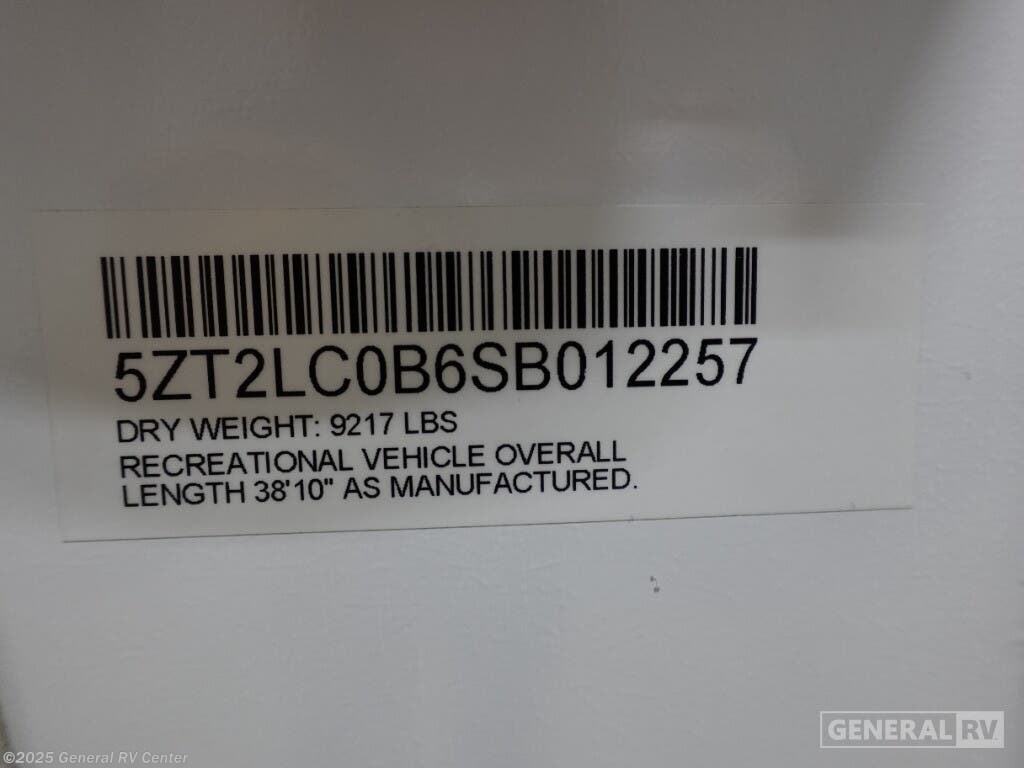 5ZT2LC0B6SB012257
DRY WEIGHT: 9217 LBS
RECREATIONAL VEHICLE OVERALL
LENGTH 38'10" AS MANUFACTURED.
GENERAL RV
©2025 General RV Center